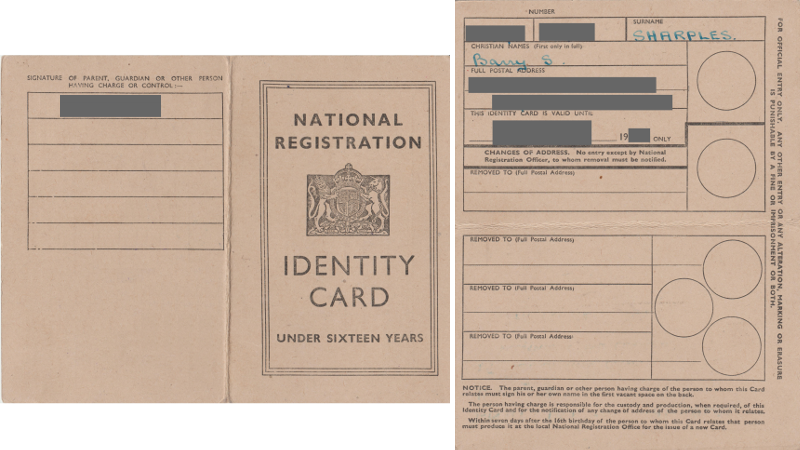 SIGNATURE OF PARENT, GUARDIAN OR OTHER PERSON
HAVING CHARGE OR CONTROL:—
NATIONAL
REGISTRATION
IDENTITY
CARD
UNDER SIXTEEN YEARS
NUMBER
SURNAME
SHARPLES.
CHRISTIAN NAMES (First only in full).
Barry S.
FULL POSTAL ADDRESS
THIS IDENTITY CARD IS VALID UNTIL
19 ONLY
CHANGES OF ADDRESS. No entry except by National
Registration Officer, to whom removal must be notified.
REMOVED TO (Full Postal Address)
REMOVED TO (Full Postal Address)
REMOVED TO (Full Postal Address)
REMOVED TO (Full Postal Address)
FOR OFFICIAL ENTRY ONLY. ANY OTHER ENTRY OR ANY ALTERATION, MARKING OR ERASURE
IS PUNISHABLE BY A FINE OR IMPRISONMENT OR BOTH.
NOTICE. The parent, guardian or other person having charge of the person to whom this Card
relates must sign his or her own name in the first vacant space on the back.
The person having charge is responsible for the custody and production, when required, of this
Identity Card and for the notification of any change of address of the person to whom it relates.
Within seven days after the 16th birthday of the person to whom this Card relates that person
must produce it at the local National Registration Office for the issue of a new Card.